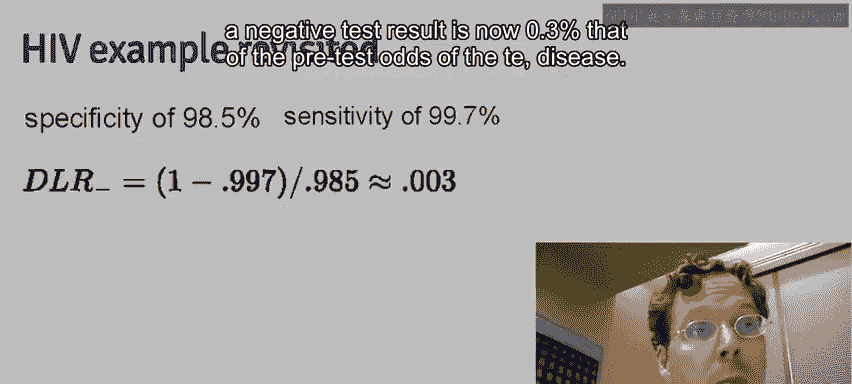 a negative test result is now 0.3% that
of the pre-test odds of the te, disease.
HIV example revisited
specificity of 98.5% sensitivity of 99.7%
DLR₋ = (1 − .997)/.985 ≈ .003